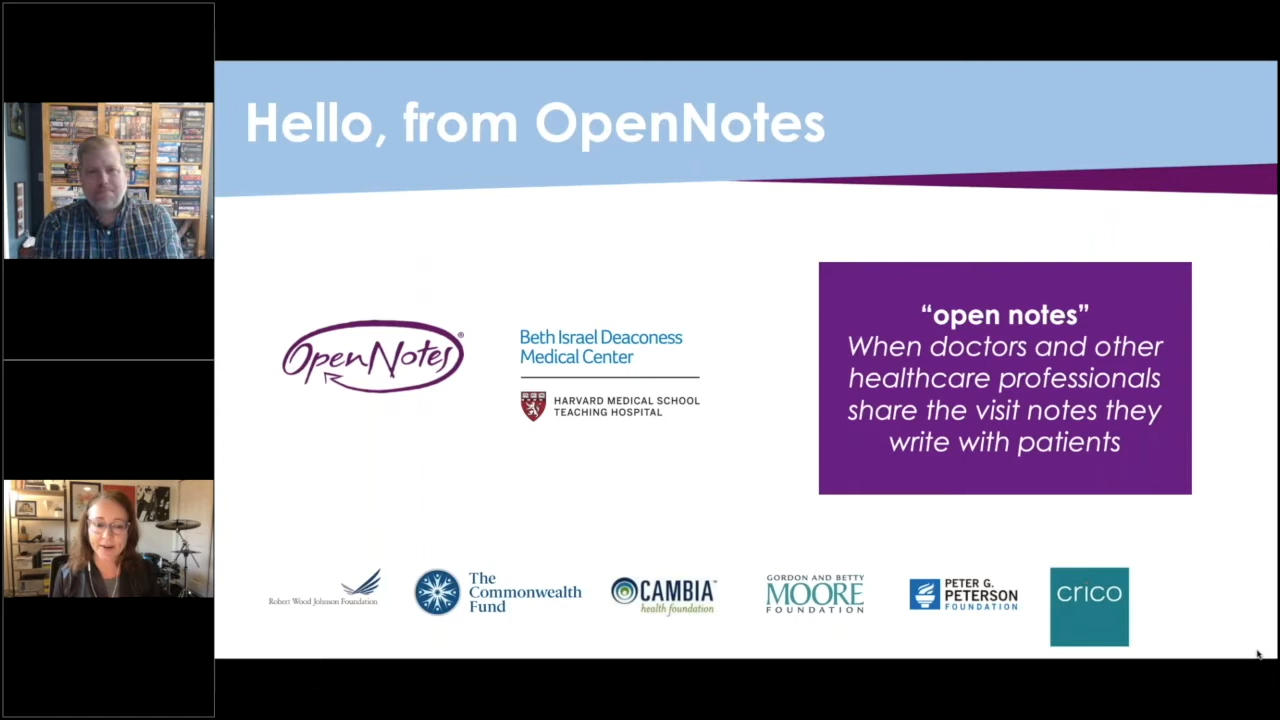 Hello, from OpenNotes
OpenNotes®
Beth Israel Deaconess
Medical Center
HARVARD MEDICAL SCHOOL
TEACHING HOSPITAL
“open notes”
When doctors and other
healthcare professionals
share the visit notes they
write with patients
Robert Wood Johnson Foundation
The
Commonwealth
Fund
CAMBIA™
health foundation
GORDON AND BETTY
MOORE
FOUNDATION
PETER G.
PETERSON
FOUNDATION
crico